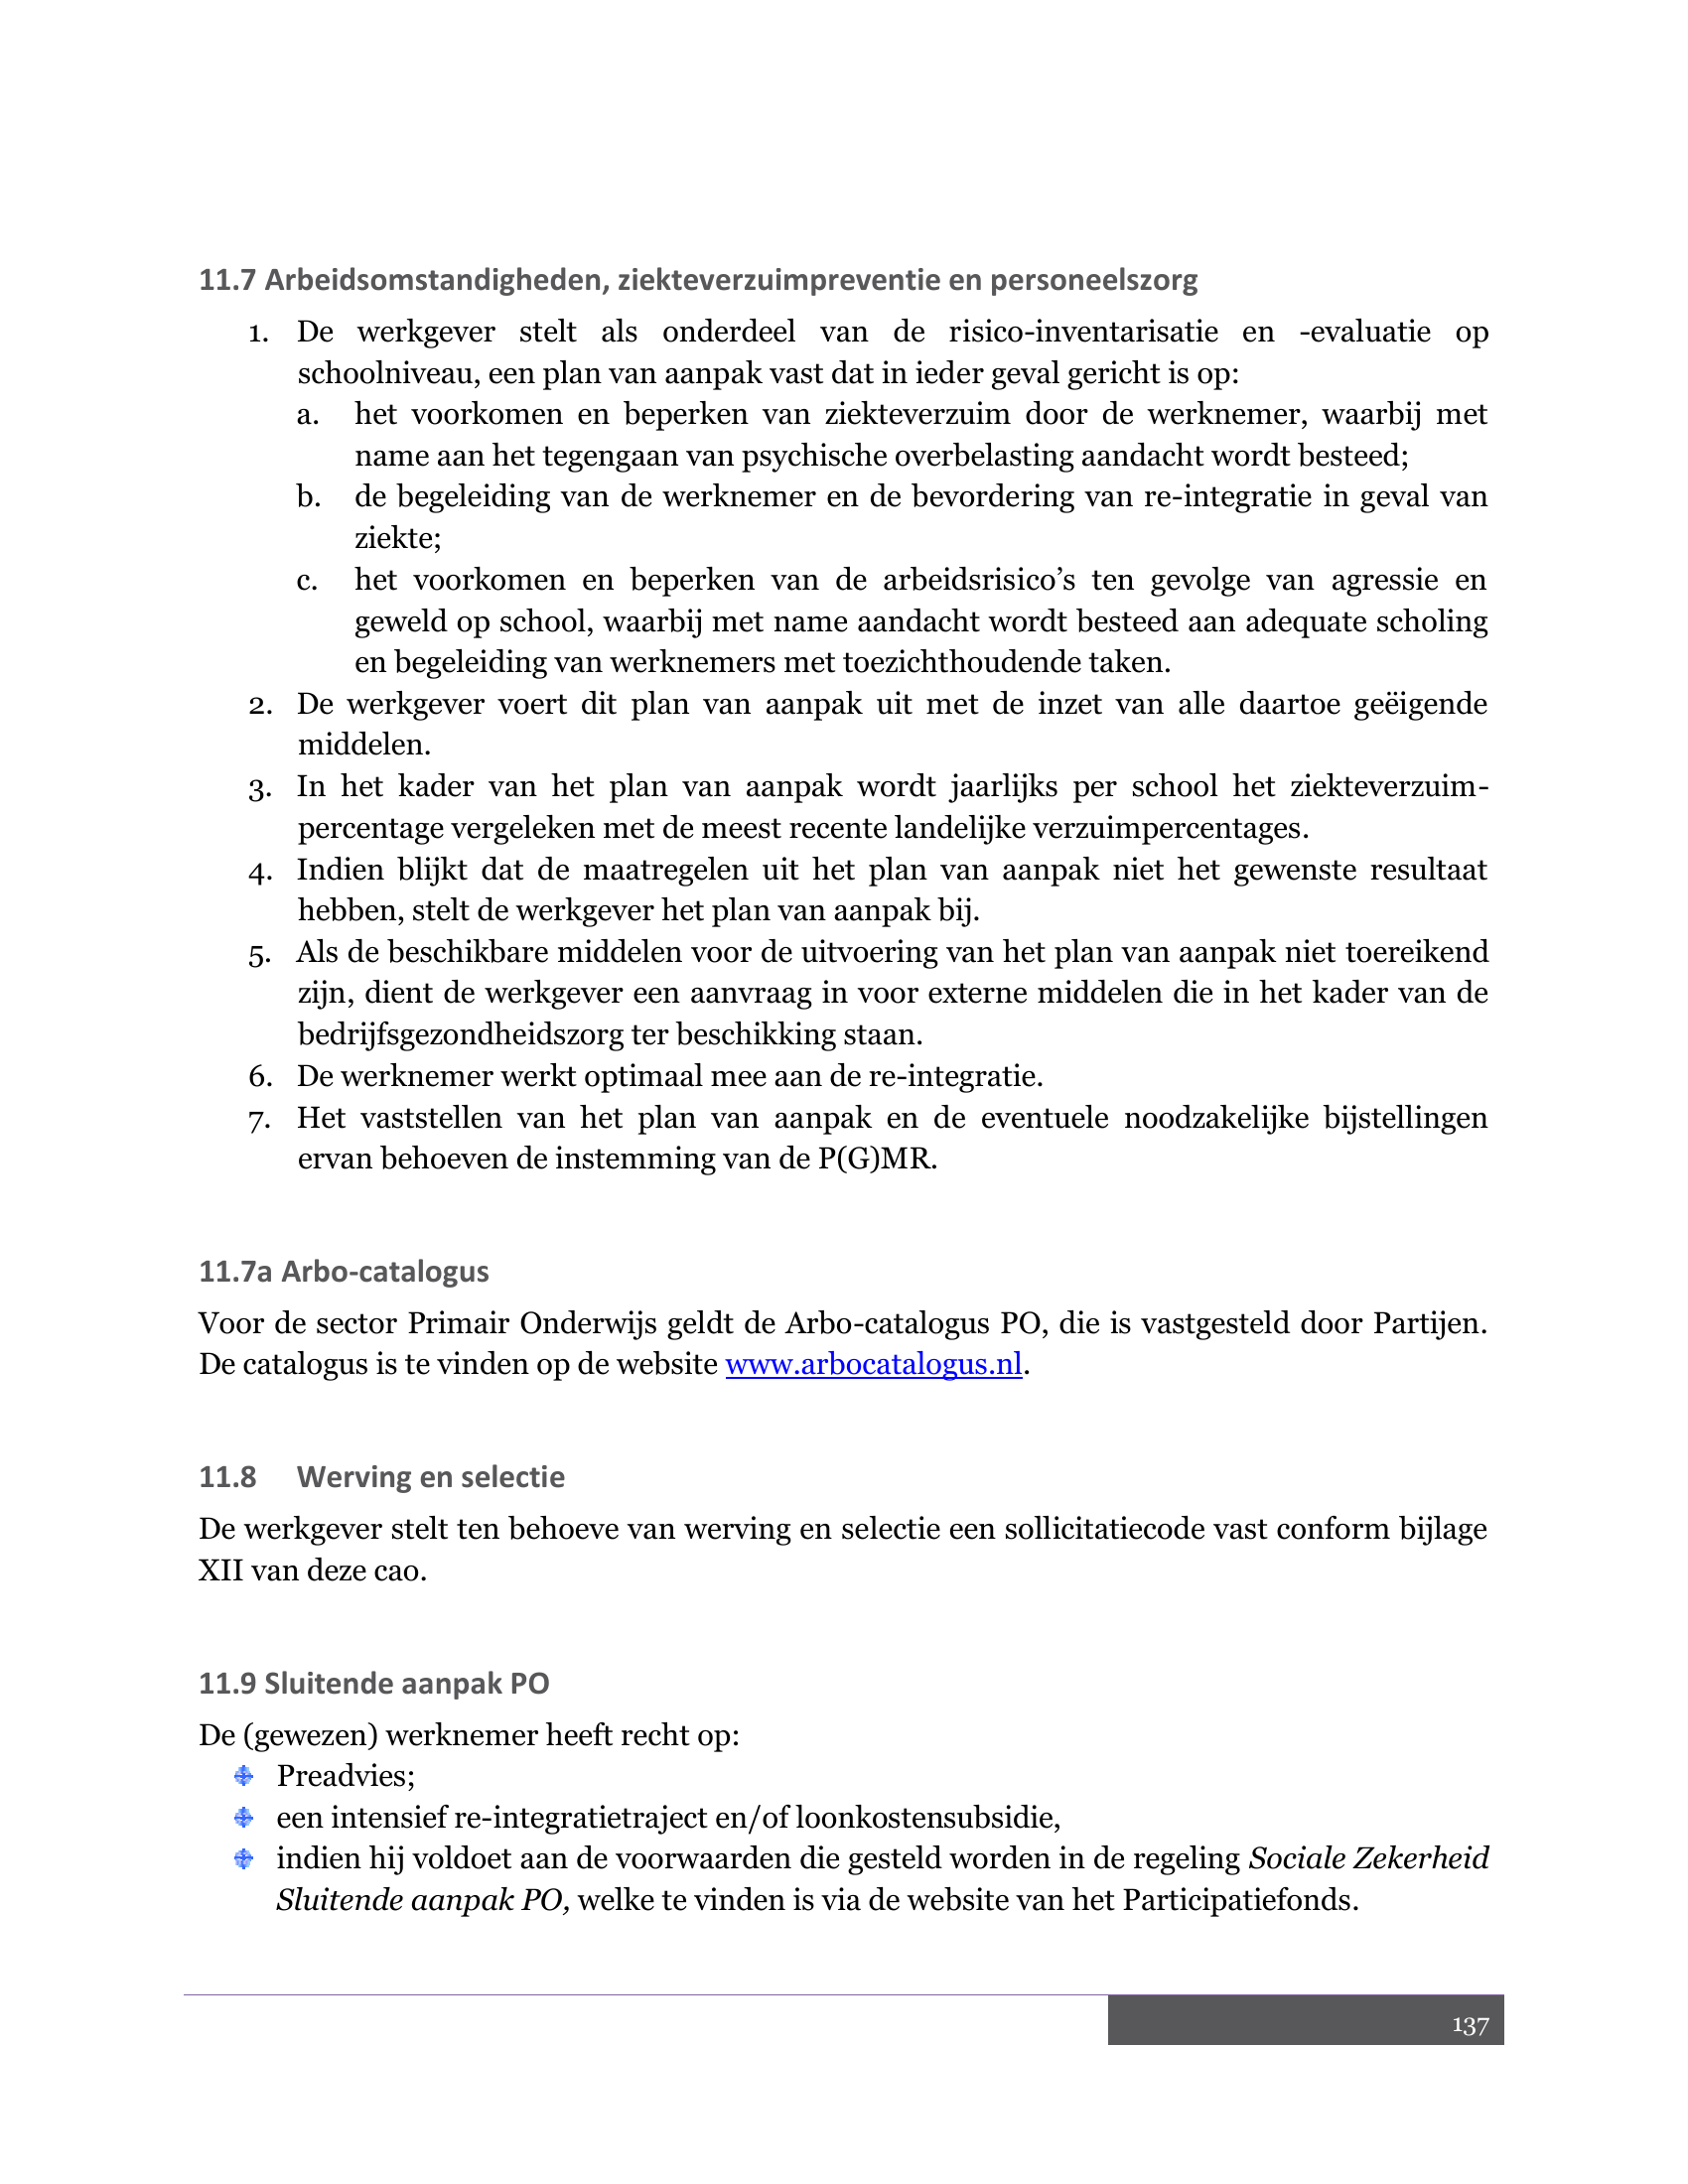 11.7 Arbeidsomstandigheden, ziekteverzuimpreventie en personeelszorg
1. De werkgever stelt als onderdeel van de risico-inventarisatie en -evaluatie op
schoolniveau, een plan van aanpak vast dat in ieder geval gericht is op:
a. het voorkomen en beperken van ziekteverzuim door de werknemer, waarbij met
name aan het tegengaan van psychische overbelasting aandacht wordt besteed;
b. de begeleiding van de werknemer en de bevordering van re-integratie in geval van
ziekte;
c. het voorkomen en beperken van de arbeidsrisico’s ten gevolge van agressie en
geweld op school, waarbij met name aandacht wordt besteed aan adequate scholing
en begeleiding van werknemers met toezichthoudende taken.
2. De werkgever voert dit plan van aanpak uit met de inzet van alle daartoe geëigende
middelen.
3. In het kader van het plan van aanpak wordt jaarlijks per school het ziekteverzuim-
percentage vergeleken met de meest recente landelijke verzuimpercentages.
4. Indien blijkt dat de maatregelen uit het plan van aanpak niet het gewenste resultaat
hebben, stelt de werkgever het plan van aanpak bij.
5. Als de beschikbare middelen voor de uitvoering van het plan van aanpak niet toereikend
zijn, dient de werkgever een aanvraag in voor externe middelen die in het kader van de
bedrijfsgezondheidszorg ter beschikking staan.
6. De werknemer werkt optimaal mee aan de re-integratie.
7. Het vaststellen van het plan van aanpak en de eventuele noodzakelijke bijstellingen
ervan behoeven de instemming van de P(G)MR.
11.7a Arbo-catalogus
Voor de sector Primair Onderwijs geldt de Arbo-catalogus PO, die is vastgesteld door Partijen.
De catalogus is te vinden op de website www.arbocatalogus.nl.
11.8 Werving en selectie
De werkgever stelt ten behoeve van werving en selectie een sollicitatiecode vast conform bijlage
XII van deze cao.
11.9 Sluitende aanpak PO
De (gewezen) werknemer heeft recht op:
Preadvies;
een intensief re-integratietraject en/of loonkostensubsidie,
indien hij voldoet aan de voorwaarden die gesteld worden in de regeling Sociale Zekerheid
Sluitende aanpak PO, welke te vinden is via de website van het Participatiefonds.
137